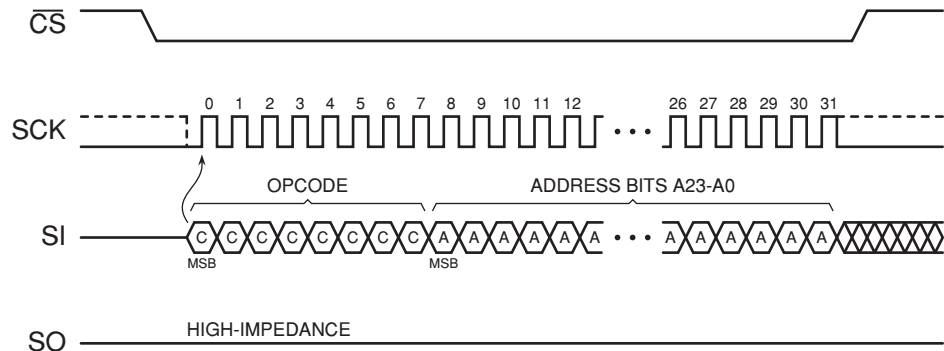 CS
0 1 2 3 4 5 6 7 8 9 10 11 12 26 27 28 29 30 31
SCK
OPCODE ADDRESS BITS A23-A0
SI C C C C C C C C A A A A A A A A A A A A
MSB MSB
HIGH-IMPEDANCE
SO